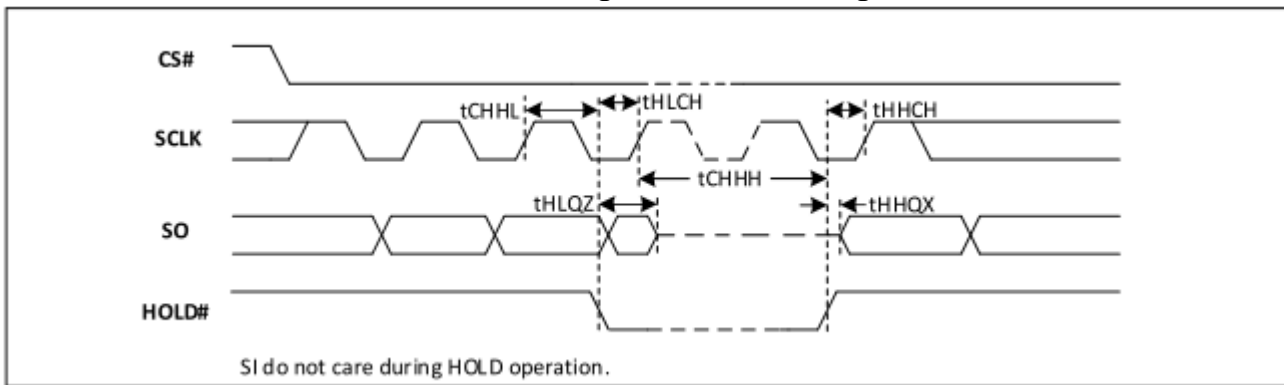 CS#
tCHHL
tHLCH
tHHCH
SCLK
tCHHH
tHLQZ
tHHQX
SO
HOLD#
SI do not care during HOLD operation.